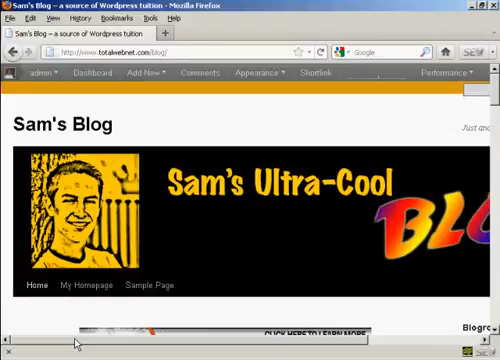 Sam's Blog – a source of Wordpress tuition - Mozilla Firefox
File Edit View History Bookmarks Tools Help
Sam's Blog – a source of Wordpress tuition
http://www.totalwebnet.com/blog/
Google
admin Dashboard Add New Comments Appearance Shortlink Performance
Sam's Blog
Just an
Sam's Ultra-Cool
BLO
Home My Homepage Sample Page
CLICK HERE TO LEARN MORE
Blogro